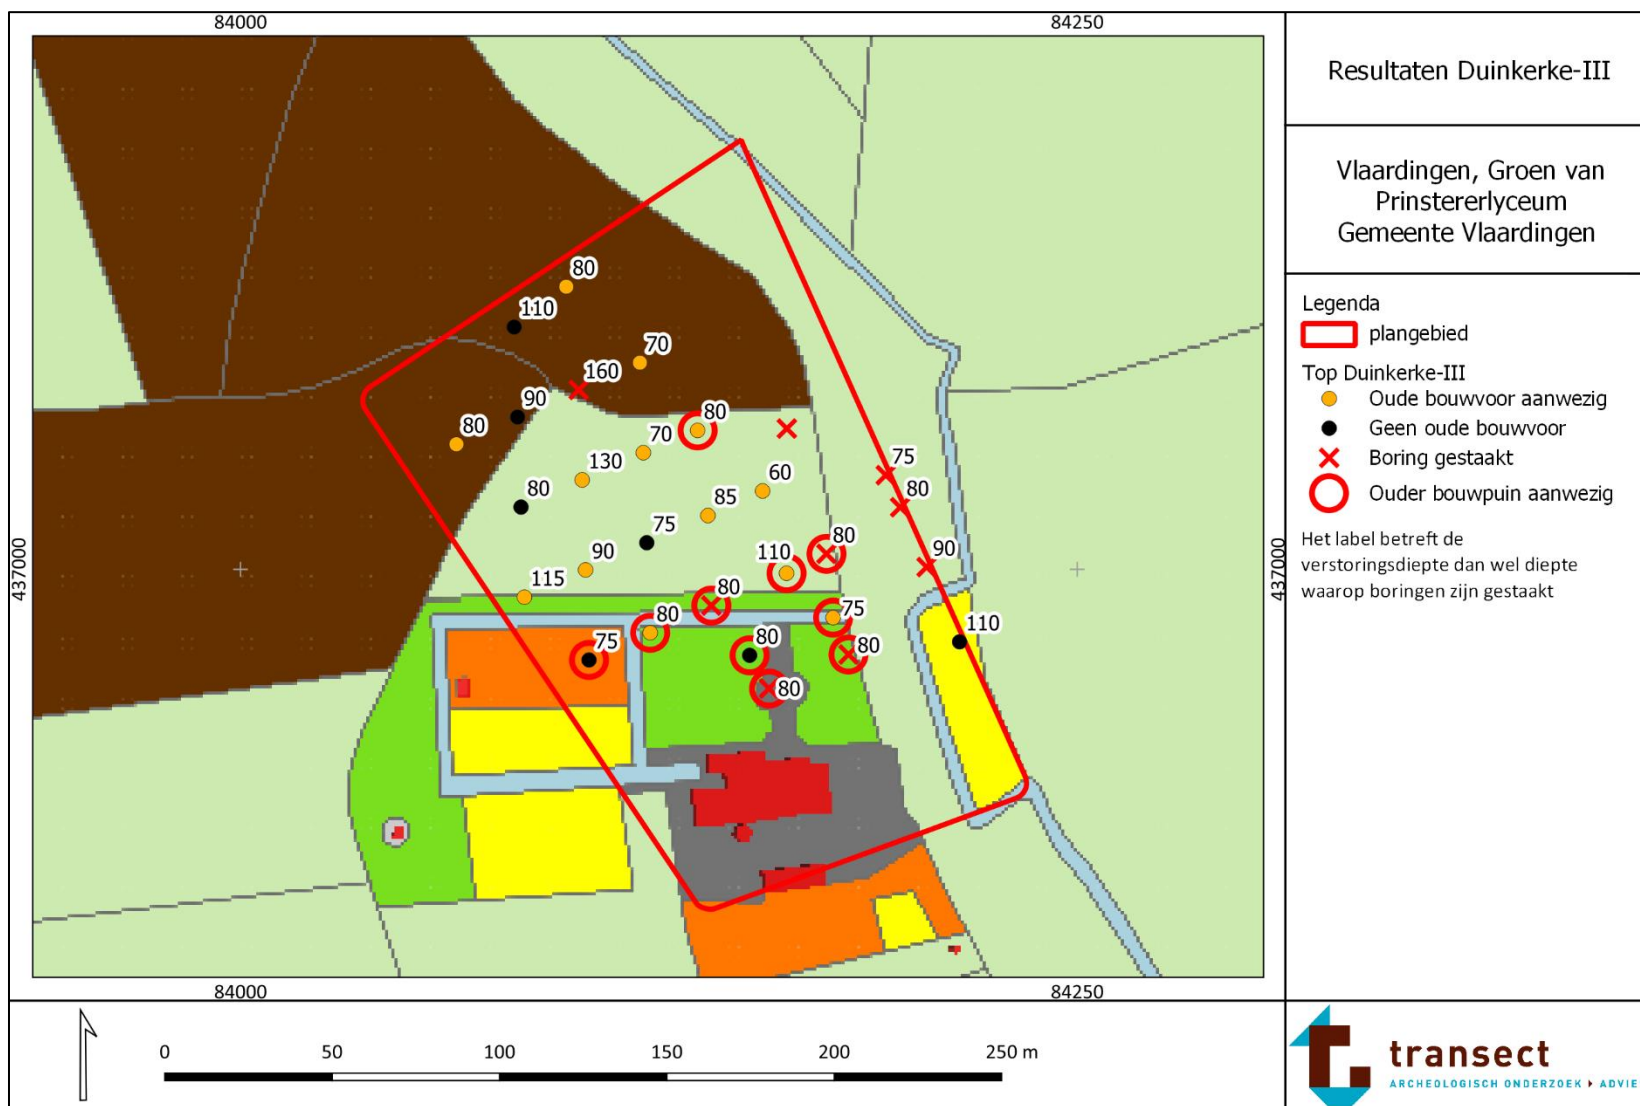 84000
84250
437000
437000
80
110
70
160
90
80
80
70
130
60
80
85
75
75
80
80
90
110
90
115
80
75
80
110
75
80
80
80
84000
84250
0
50
100
150
200
250 m
Resultaten Duinkerke-III
Vlaardingen, Groen van
Prinstererlyceum
Gemeente Vlaardingen
Legenda
plangebied
Top Duinkerke-III
Oude bouwvoor aanwezig
Geen oude bouwvoor
Boring gestaakt
Ouder bouwpuin aanwezig
Het label betreft de
verstoringsdiepte dan wel diepte
waarop boringen zijn gestaakt
transect
ARCHEOLOGISCH ONDERZOEK ADVIE